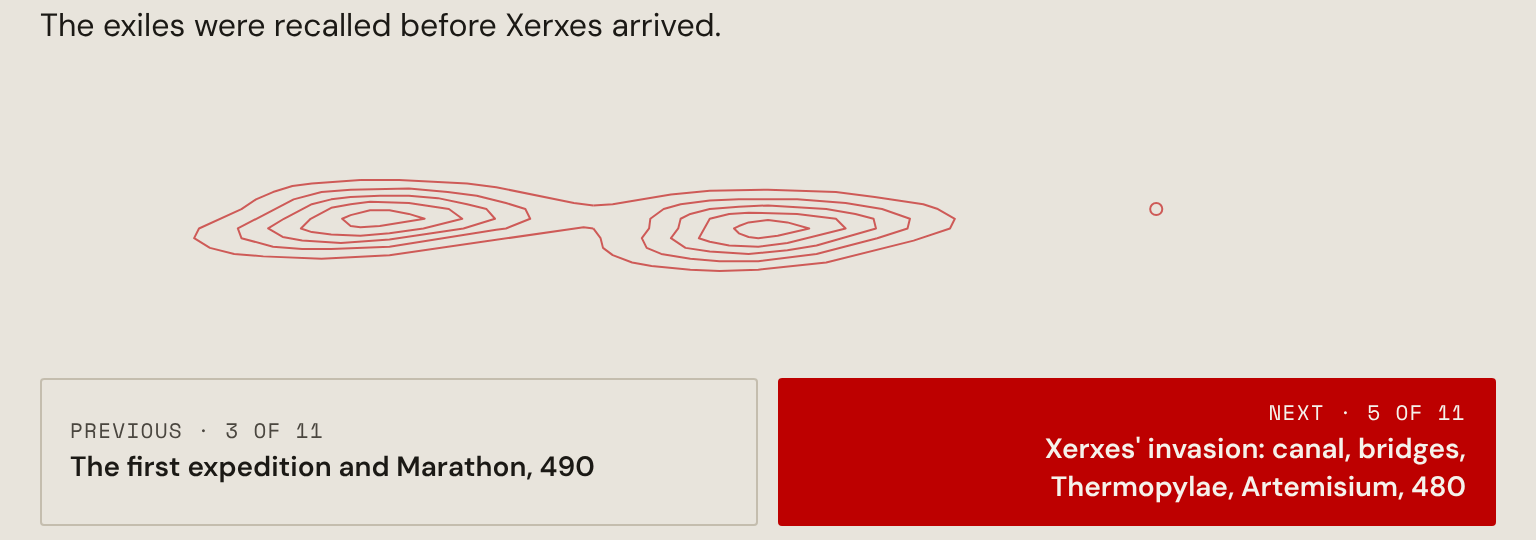 The exiles were recalled before Xerxes arrived.
PREVIOUS · 3 OF 11
The first expedition and Marathon, 490
NEXT · 5 OF 11
Xerxes' invasion: canal, bridges,
Thermopylae, Artemisium, 480